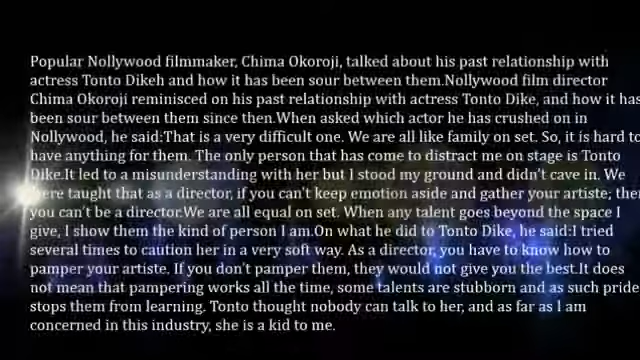 Popular Nollywood filmmaker, Chima Okoroji, talked about his past relationship with
actress Tonto Dikeh and how it has been sour between them.Nollywood film director
Chima Okoroji reminisced on his past relationship with actress Tonto Dike, and how it has
been sour between them since then.When asked which actor he has crushed on in
Nollywood, he said:That is a very difficult one. We are all like family on set. So, it is hard to
have anything for them. The only person that has come to distract me on stage is Tonto
Dike.It led to a misunderstanding with her but I stood my ground and didn't cave in. We
were taught that as a director, if you can't keep emotion aside and gather your artiste; then
you can't be a director.We are all equal on set. When any talent goes beyond the space I
give, I show them the kind of person I am.On what he did to Tonto Dike, he said:I tried
several times to caution her in a very soft way. As a director, you have to know how to
pamper your artiste. If you don't pamper them, they would not give you the best.It does
not mean that pampering works all the time, some talents are stubborn and as such pride
stops them from learning. Tonto thought nobody can talk to her, and as far as I am
concerned in this industry, she is a kid to me.